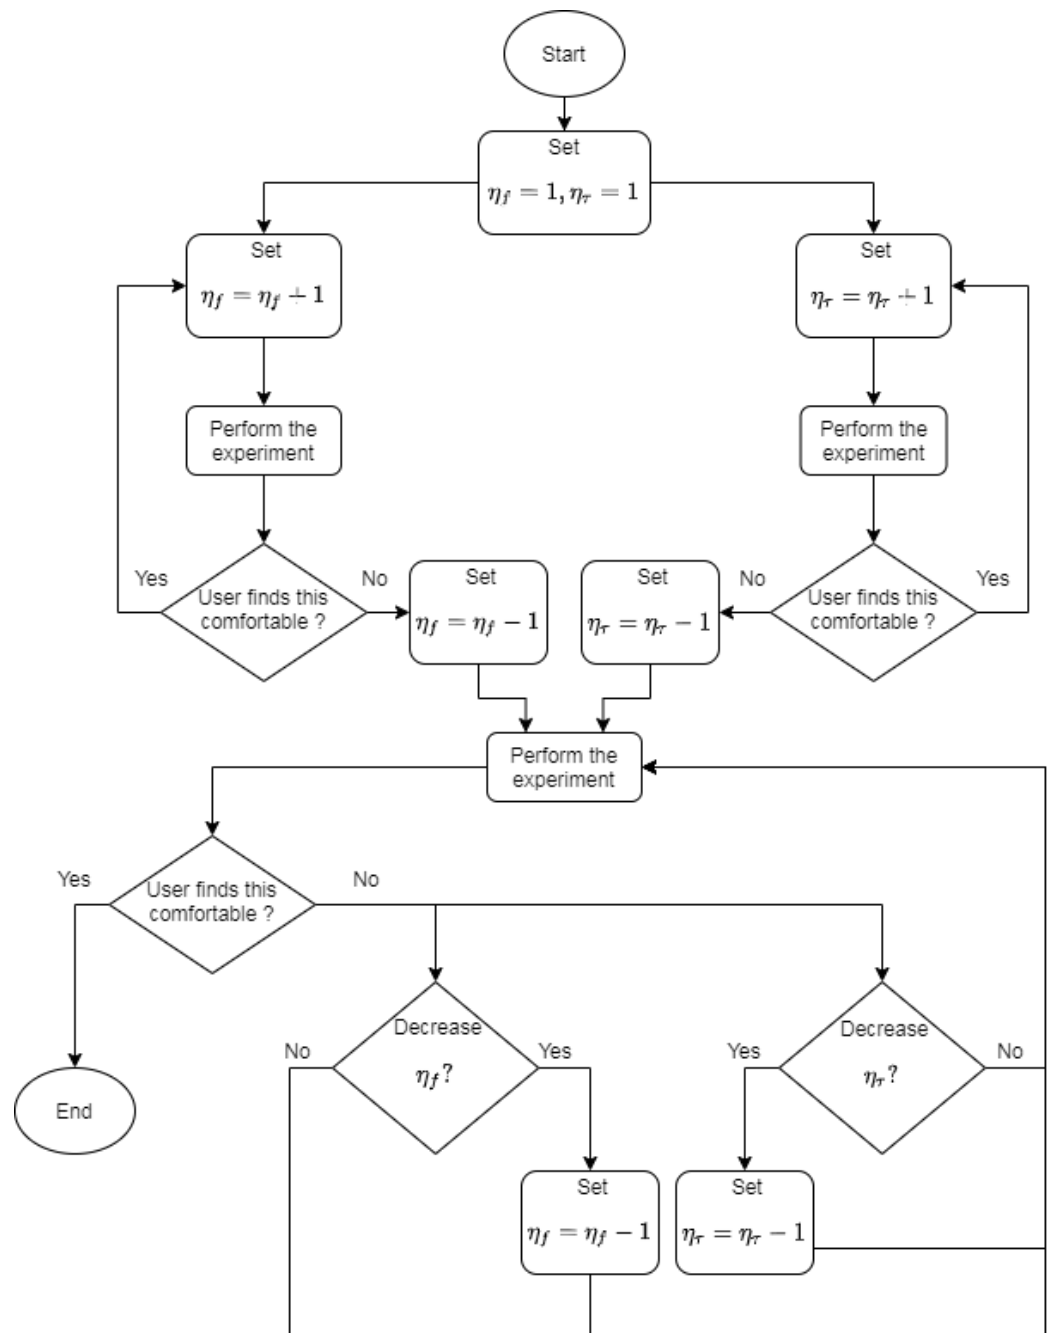 Start
Set
η_f = 1, η_τ = 1
Set
η_f = η_f + 1
Set
η_τ = η_τ + 1
Perform the
experiment
Perform the
experiment
Yes
User finds this
comfortable ?
No
Set
η_f = η_f − 1
Set
η_τ = η_τ − 1
No
User finds this
comfortable ?
Yes
Perform the
experiment
Yes
User finds this
comfortable ?
No
No
Decrease
η_f?
Yes
Yes
Decrease
η_τ?
No
End
Set
η_f = η_f − 1
Set
η_τ = η_τ − 1